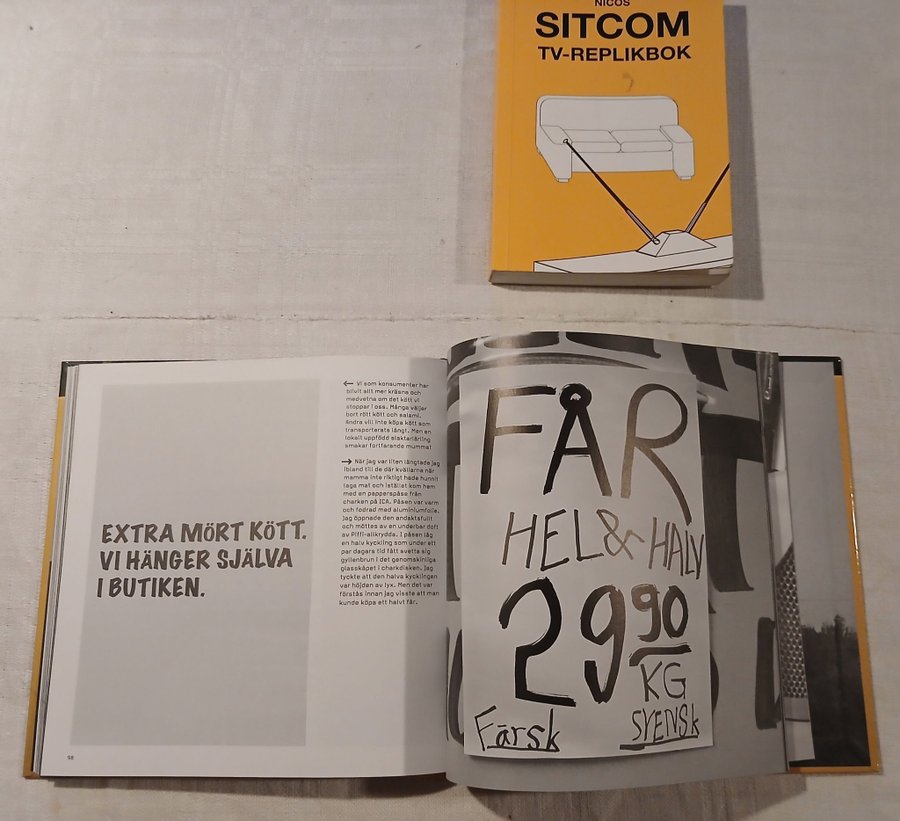 NICOS
SITCOM
TV-REPLIKBOK
EXTRA MÖRT KÖTT.
VI HÄNGER SJÄLVA
I BUTIKEN.
← Vi som konsumenter har
blivit allt mer kräsna och
medvetna om det kött vi
stoppar i oss. Många väljer
bort rött kött och salami.
Andra vill inte köpa kött som
transporterats långt. Men en
lokalt uppfödd slaktarlärling
smakar fortfarande mumma!
→ När jag var liten längtade jag
ibland till de där kvällarna när
mamma inte riktigt hade hunnit
laga mat och istället kom hem
med en papperspåse från
charken på ICA. Påsen var varm
och fodrad med aluminiumfolie.
Jag öppnade den andaktsfullt
och möttes av en underbar doft
av Piffi-allkrydda. I påsen låg
en halv kyckling som under ett
par dagars tid fått svetta sig
gyllenbrun i det genomskinliga
glasskåpet i charkdisken. Jag
tyckte att den halva kycklingen
var höjden av lyx. Men det var
förstås innan jag visste att man
kunde köpa ett halvt får.
98
FÅR
HEL & HALV
29 90
KG
Färsk
SVENSK